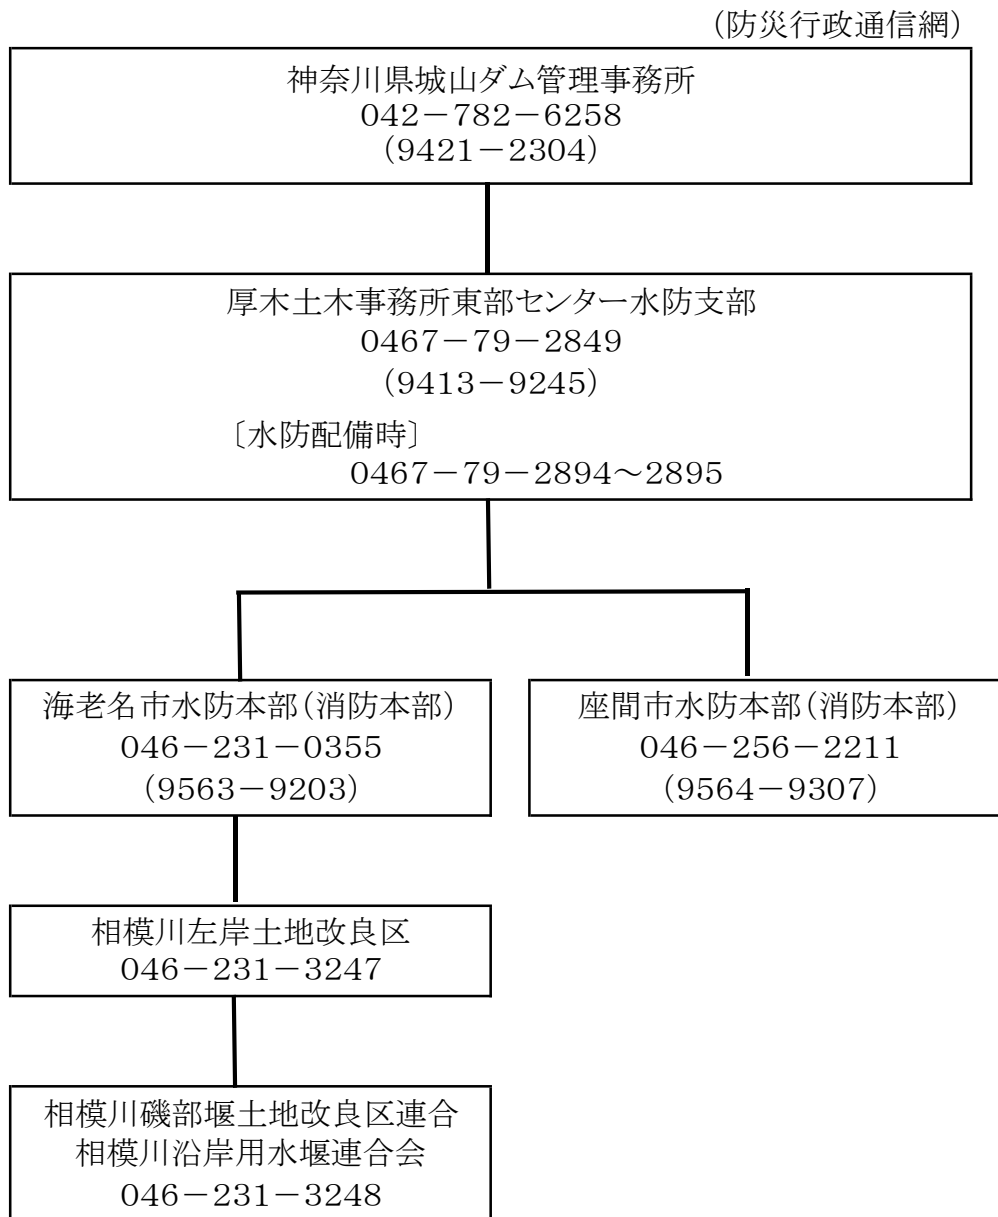 （防災行政通信網）
神奈川県城山ダム管理事務所
042－782－6258
（9421－2304）
厚木土木事務所東部センター水防支部
0467－79－2849
（9413－9245）
〔水防配備時〕
0467－79－2894～2895
海老名市水防本部（消防本部）
046－231－0355
（9563－9203）
座間市水防本部（消防本部）
046－256－2211
（9564－9307）
相模川左岸土地改良区
046－231－3247
相模川磯部堰土地改良区連合
相模川沿岸用水堰連合会
046－231－3248